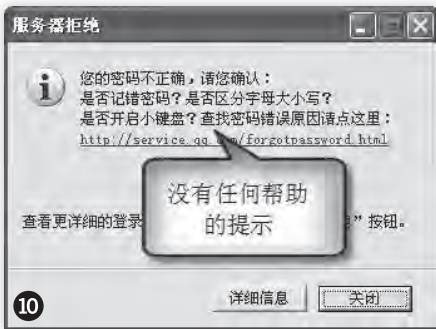 服务器拒绝
您的密码不正确，请您确认：
是否记错密码？是否区分字母大小写？
是否开启小键盘？查找密码错误原因请点这里：
http://service.qq.com/forgotpassword.html
没有任何帮助
的提示
查看更详细的登录 ”按钮。
详细信息 关闭
10